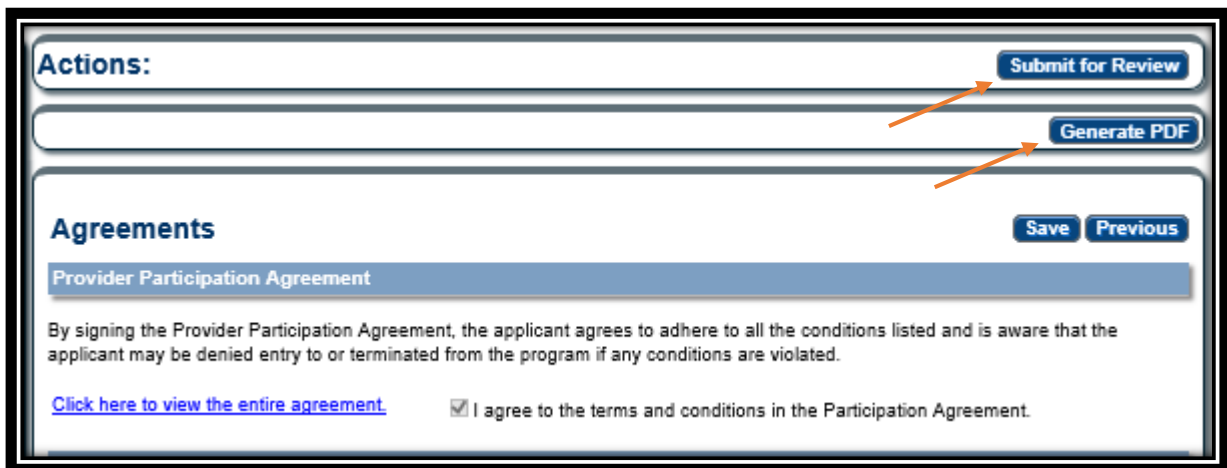 Actions:
Submit for Review
Generate PDF
Agreements
Save Previous
Provider Participation Agreement
By signing the Provider Participation Agreement, the applicant agrees to adhere to all the conditions listed and is aware that the
applicant may be denied entry to or terminated from the program if any conditions are violated.
Click here to view the entire agreement. I agree to the terms and conditions in the Participation Agreement.